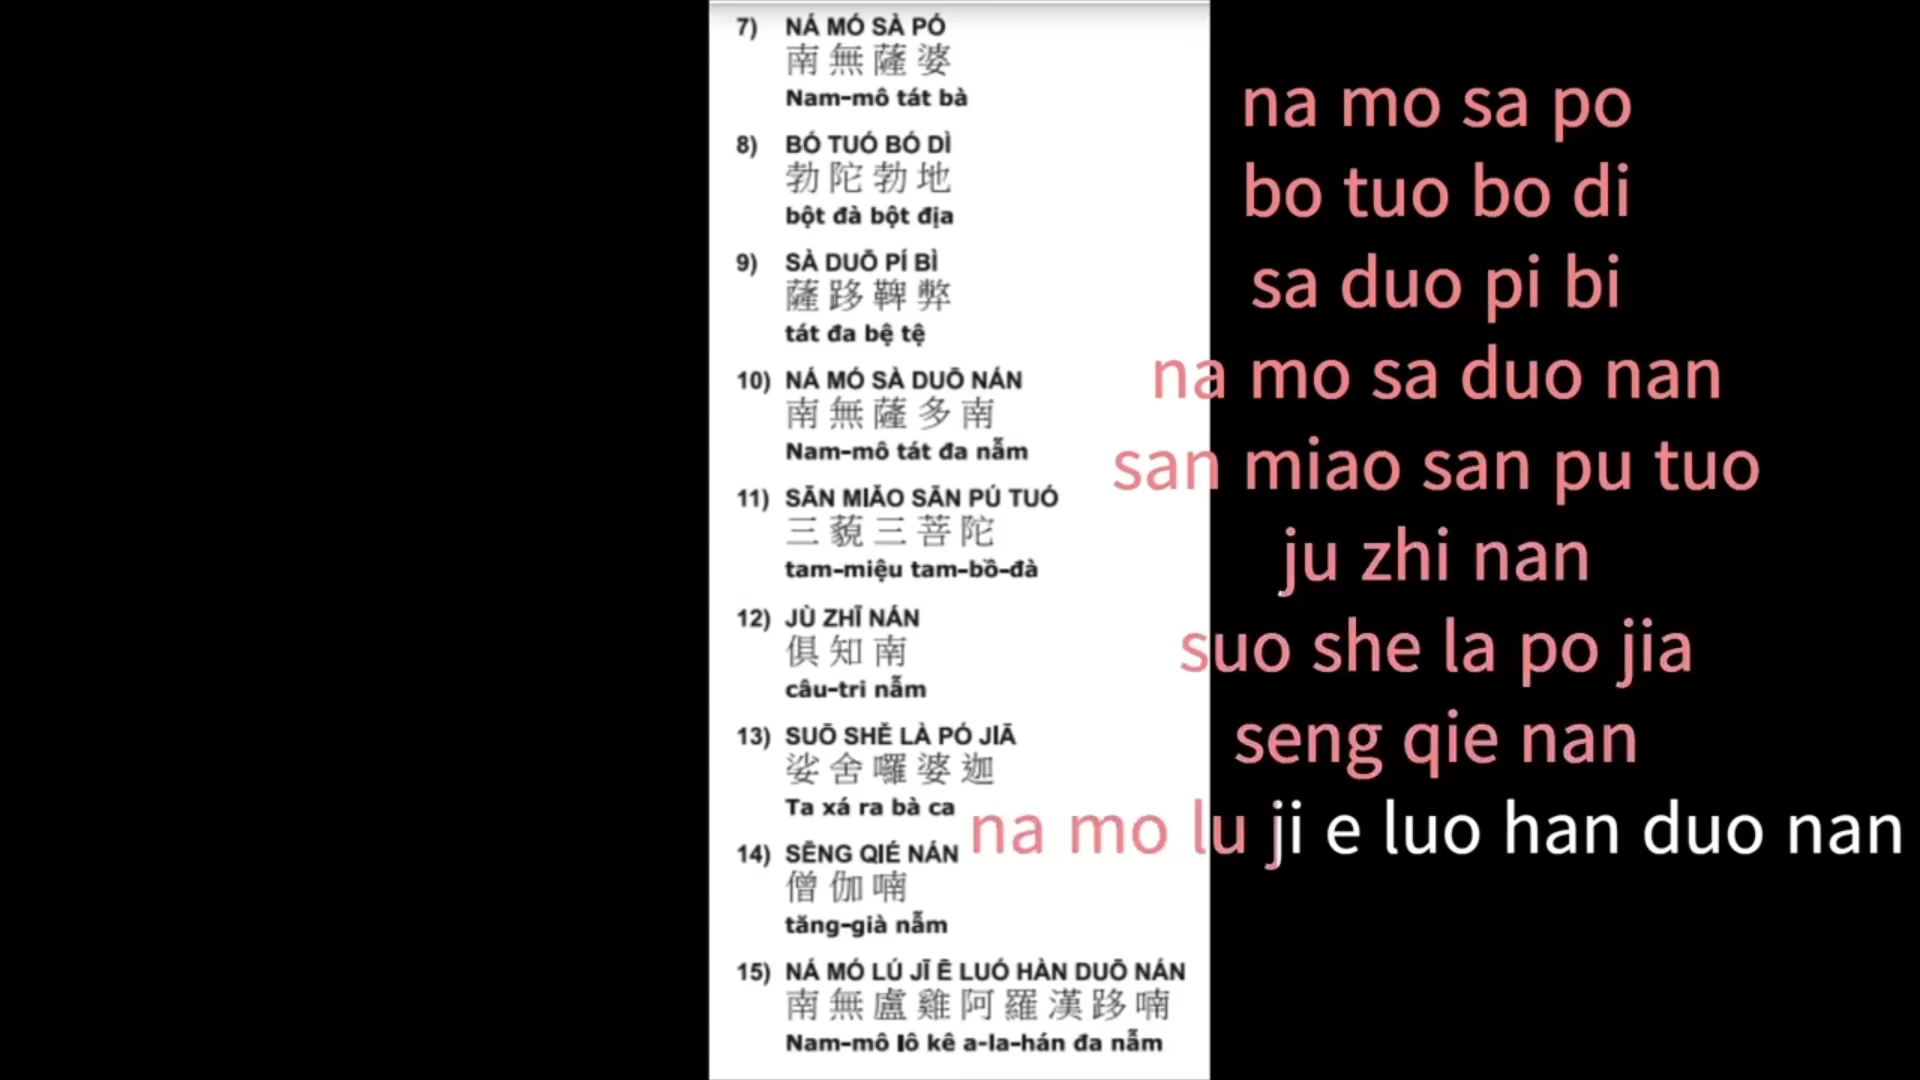 7) NÁ MÓ SÀ PÓ
南 無 薩 婆
Nam-mô tát bà
8) BÓ TUÓ BÓ DÌ
勃 陀 勃 地
bột đà bột địa
9) SÀ DUŌ PÍ BÌ
薩 跢 鞞 弊
tát đa bệ tệ
10) NÁ MÓ SÀ DUŌ NÁN
南 無 薩 多 南
Nam-mô tát đa nẫm
11) SĀN MIǍO SĀN PÚ TUÓ
三 藐 三 菩 陀
tam-miệu tam-bồ-đà
12) JÙ ZHĪ NÁN
俱 知 南
câu-tri nẫm
13) SUŌ SHĚ LÀ PÓ JIĀ
娑 舍 囉 婆 迦
Ta xá ra bà ca
14) SĒNG QIÉ NÁN
僧 伽 喃
tăng-già nẫm
15) NÁ MÓ LÚ JĪ Ē LUÓ HÀN DUŌ NÁN
南 無 盧 雞 阿 羅 漢 跢 喃
Nam-mô lô kê a-la-hán đa nẫm
na mo sa po
bo tuo bo di
sa duo pi bi
na mo sa duo nan
san miao san pu tuo
ju zhi nan
suo she la po jia
seng qie nan
na mo lu ji e luo han duo nan